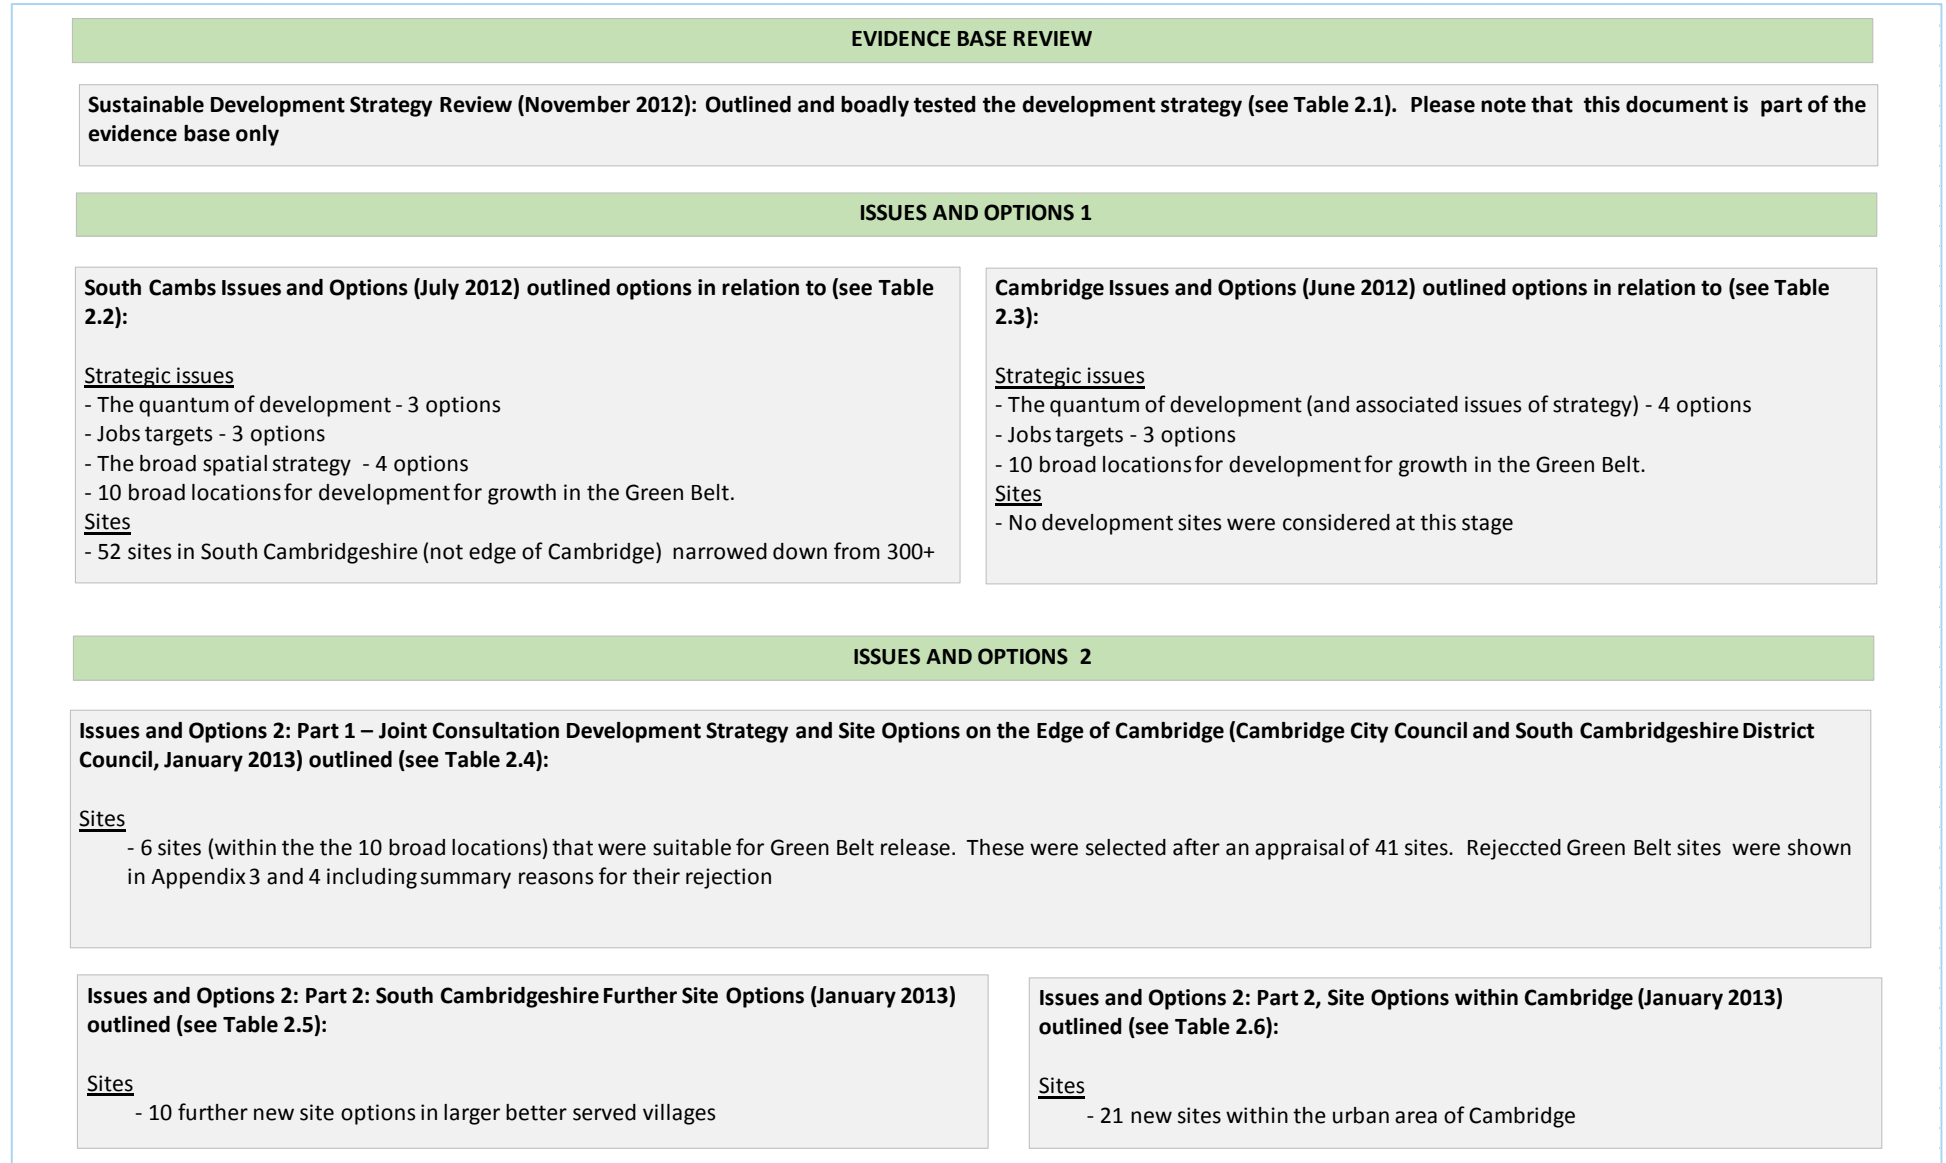 EVIDENCE BASE REVIEW
Sustainable Development Strategy Review (November 2012): Outlined and boadly tested the development strategy (see Table 2.1). Please note that this document is part of the
evidence base only
ISSUES AND OPTIONS 1
South Cambs Issues and Options (July 2012) outlined options in relation to (see Table
2.2):
Strategic issues
- The quantum of development - 3 options
- Jobs targets - 3 options
- The broad spatial strategy - 4 options
- 10 broad locations for development for growth in the Green Belt.
Sites
- 52 sites in South Cambridgeshire (not edge of Cambridge) narrowed down from 300+
Cambridge Issues and Options (June 2012) outlined options in relation to (see Table
2.3):
Strategic issues
- The quantum of development (and associated issues of strategy) - 4 options
- Jobs targets - 3 options
- 10 broad locations for development for growth in the Green Belt.
Sites
- No development sites were considered at this stage
ISSUES AND OPTIONS 2
Issues and Options 2: Part 1 – Joint Consultation Development Strategy and Site Options on the Edge of Cambridge (Cambridge City Council and South Cambridgeshire District
Council, January 2013) outlined (see Table 2.4):
Sites
- 6 sites (within the the 10 broad locations) that were suitable for Green Belt release. These were selected after an appraisal of 41 sites. Rejeccted Green Belt sites were shown
in Appendix 3 and 4 including summary reasons for their rejection
Issues and Options 2: Part 2: South Cambridgeshire Further Site Options (January 2013)
outlined (see Table 2.5):
Sites
- 10 further new site options in larger better served villages
Issues and Options 2: Part 2, Site Options within Cambridge (January 2013)
outlined (see Table 2.6):
Sites
- 21 new sites within the urban area of Cambridge